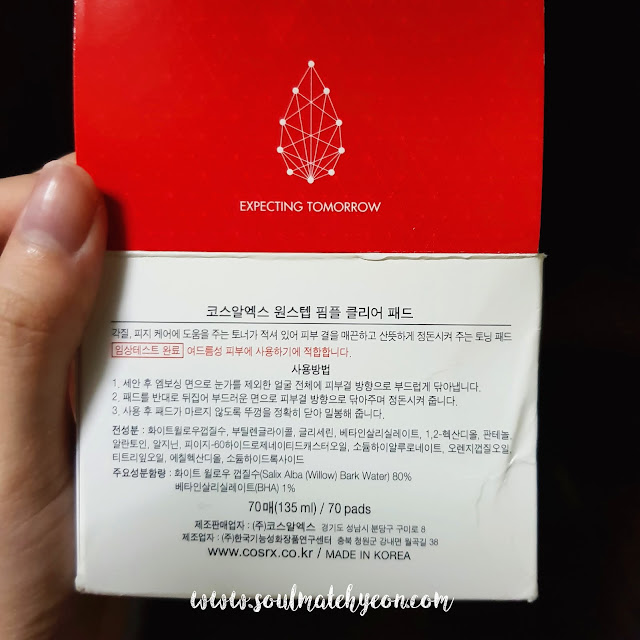 EXPECTING TOMORROW
코스알엑스 원스텝 핌플 클리어 패드
각질, 피지 케어에 도움을 주는 토너가 적셔 있어 피부 결을 매끈하고 산뜻하게 정돈시켜 주는 토닝 패드
임상테스트 완료 여드름성 피부에 사용하기에 적합합니다.
사용방법
1. 세안 후 엠보싱 면으로 눈가를 제외한 얼굴 전체에 피부결 방향으로 부드럽게 닦아냅니다.
2. 패드를 반대로 뒤집어 부드러운 면으로 피부결 방향으로 닦아주며 정돈시켜 줍니다.
3. 사용 후 패드가 마르지 않도록 뚜껑을 정확히 닫아 밀봉해 줍니다.
전성분 : 화이트윌로우껍질수, 부틸렌글라이콜, 글리세린, 베타인살리실레이트, 1,2-헥산디올, 판테놀,
알란토인, 알지닌, 피이지-60하이드로제네이티드캐스터오일, 소듐하이알루로네이트, 오렌지껍질오일,
티트리잎오일, 에칠헥산디올, 소듐하이드록사이드
주요성분함량 : 화이트 윌로우 껍질수(Salix Alba (Willow) Bark Water) 80%
베타인살리실레이트(BHA) 1%
70매(135 ml) / 70 pads
제조판매업자 : (주)코스알엑스 경기도 성남시 분당구 구미로 8
제조업자 : (주)한국기능성화장품연구센터 충북 청원군 강내면 월곡길 38
www.cosrx.co.kr / MADE IN KOREA
www.soulmatehyeon.com